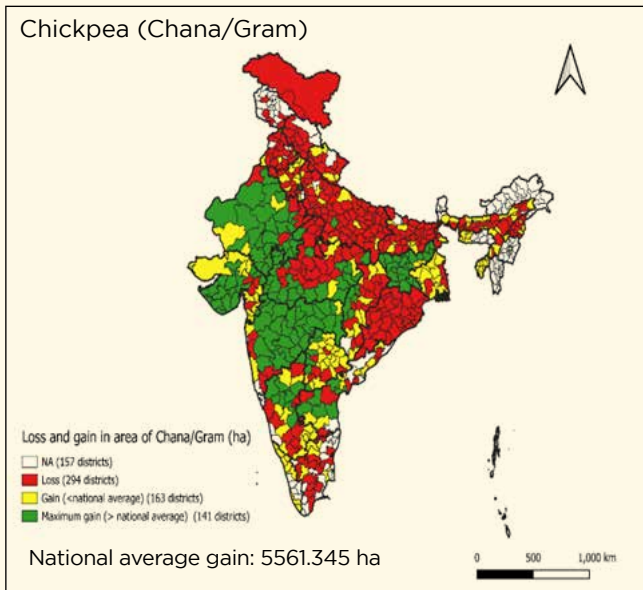 Chickpea (Chana/Gram)
Loss and gain in area of Chana/Gram (ha)
NA (157 districts)
Loss (294 districts)
Gain (<national average) (163 districts)
Maximum gain (> national average) (141 districts)
National average gain: 5561.345 ha
0 500 1,000 km